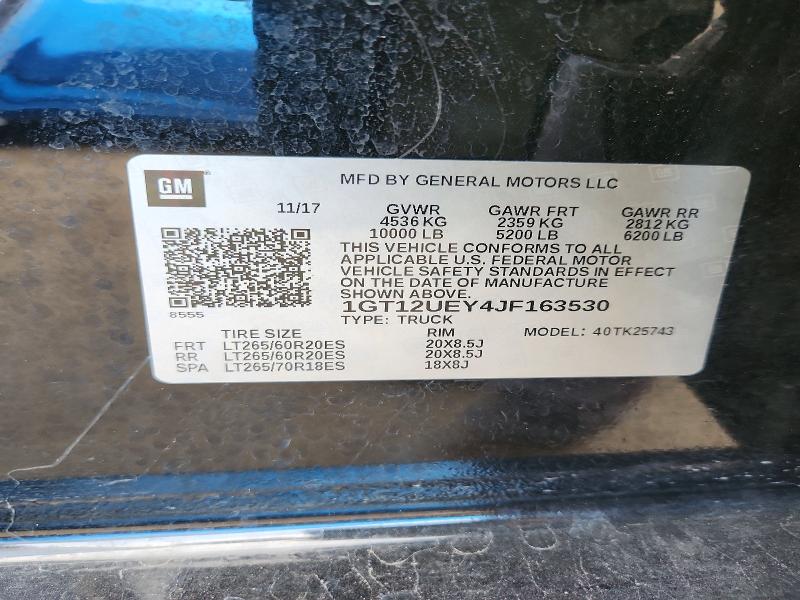 GM
MFD BY GENERAL MOTORS LLC
11/17 GVWR GAWR FRT GAWR RR
4536 KG 2359 KG 2812 KG
10000 LB 5200 LB 6200 LB
THIS VEHICLE CONFORMS TO ALL
APPLICABLE U.S. FEDERAL MOTOR
VEHICLE SAFETY STANDARDS IN EFFECT
ON THE DATE OF MANUFACTURE
SHOWN ABOVE.
8555
1GT12UEY4JF163530
TYPE: TRUCK
TIRE SIZE RIM MODEL: 40TK25743
FRT LT265/60R20ES 20X8.5J
RR LT265/60R20ES 20X8.5J
SPA LT265/70R18ES 18X8J